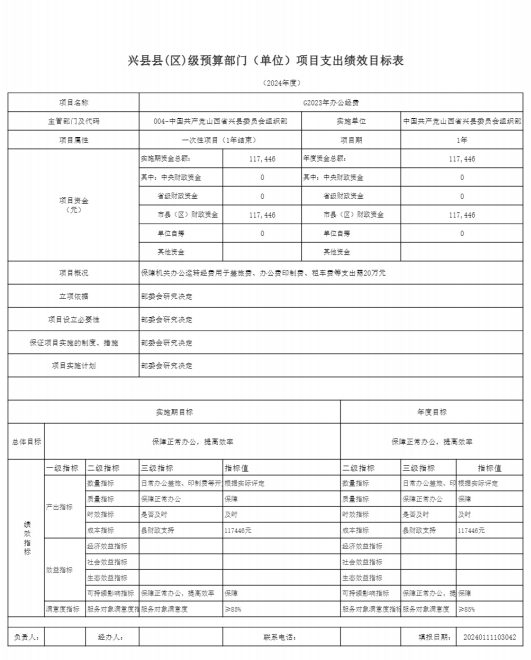 兴县县(区)级预算部门（单位）项目支出绩效目标表
（2024年度）
项目名称 G2023年办公经费
主管部门及代码 004-中国共产党山西省兴县委员会组织部 实施单位 中国共产党山西省兴县委员会组织部
项目属性 一次性项目（1年结束） 项目期 1年
项目资金（元） 实施期资金总额： 117,446 年度资金总额： 117,446
其中：中央财政资金 0 其中：中央财政资金 0
省级财政资金 0 省级财政资金 0
市县（区）财政资金 117,446 市县（区）财政资金 117,446
单位自筹 0 单位自筹 0
其他资金 其他资金
项目概况 保障机关办公运转经费用于差旅费、办公费印制费、租车费等支出需20万元
立项依据 部委会研究决定
项目设立必要性 部委会研究决定
保证项目实施的制度、措施 部委会研究决定
项目实施计划 部委会研究决定
实施期目标 年度目标
总体目标 保障正常办公，提高效率 保障正常办公，提高效率
绩效指标 一级指标 二级指标 三级指标 指标值 二级指标 三级指标 指标值
产出指标 数量指标 日常办公差旅、印制费等开 根据实际评定 数量指标 日常办公差旅、印 根据实际评定
质量指标 保障正常办公 保障 质量指标 保障正常办公 保障
时效指标 是否及时 及时 时效指标 是否及时 及时
成本指标 县财政支持 117446元 成本指标 县财政支持 117446元
效益指标 经济效益指标 经济效益指标
社会效益指标 社会效益指标
生态效益指标 生态效益指标
可持续影响指标 保障正常办公，提高效率 保障 可持续影响指标 保障正常办公，提 保障
满意度指标 服务对象满意度指标 服务对象满意度 ≥88% 服务对象满意度指标 服务对象满意度 ≥88%
负责人： 经办人： 联系电话： 填报日期： 20240111103042